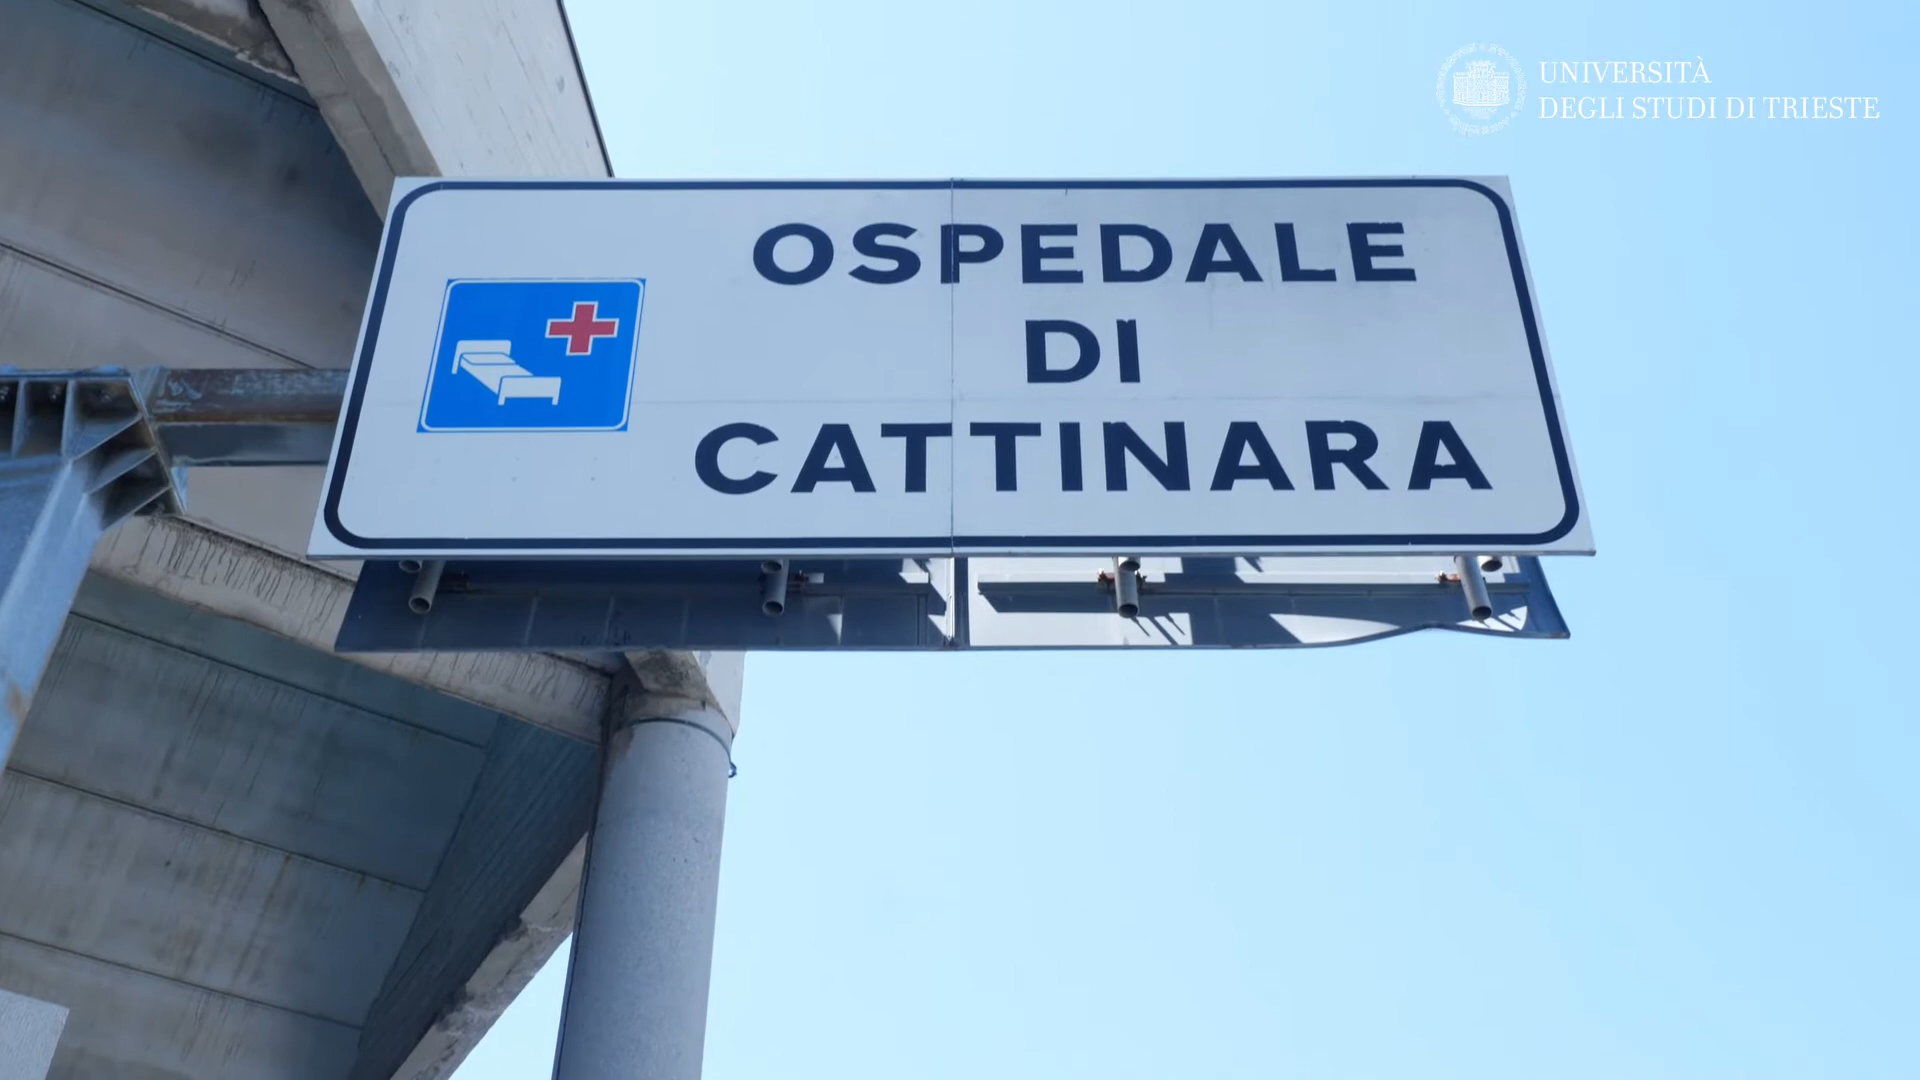 UNIVERSITÀ
DEGLI STUDI DI TRIESTE
OSPEDALE
DI
CATTINARA